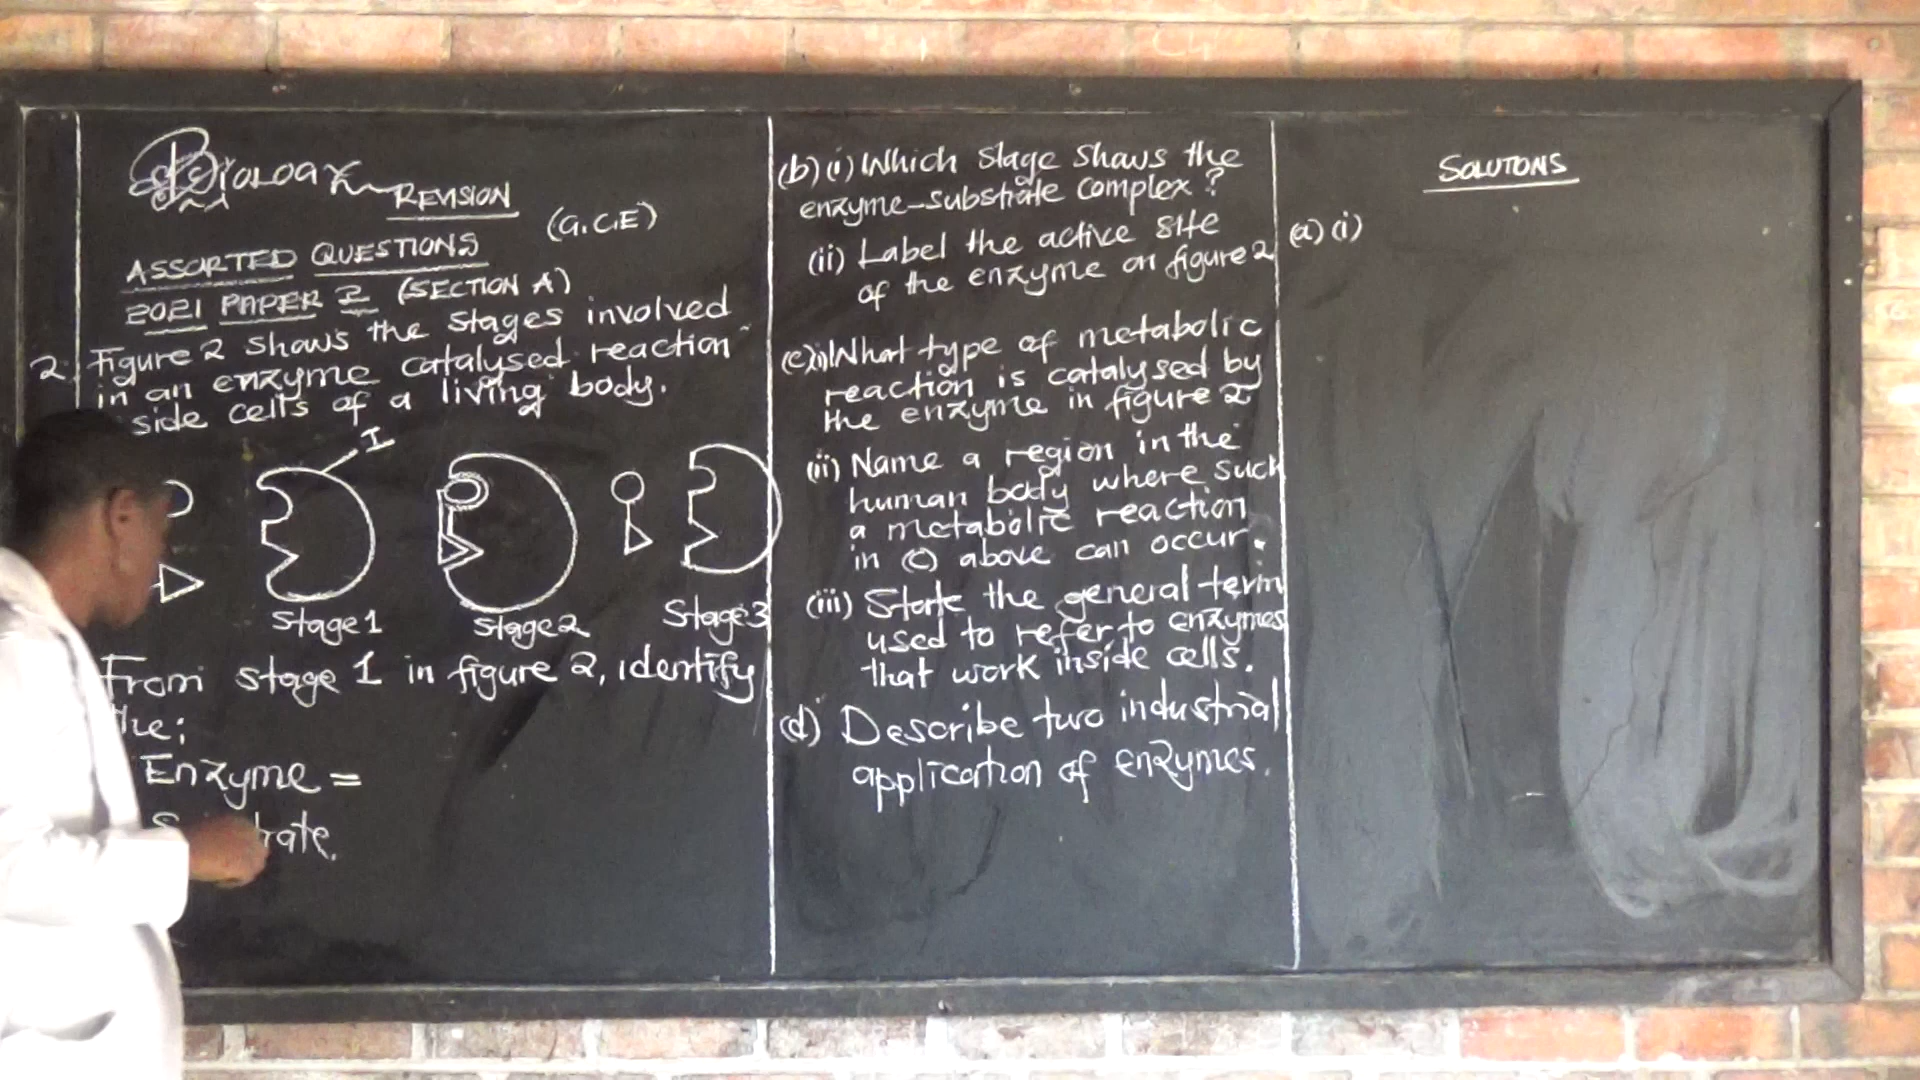 Biology
REVISION
(G.C.E)
ASSORTED QUESTIONS
2021 PAPER 2 (SECTION A)
2. Figure 2 shows the stages involved
in an enzyme catalysed reaction
side cells of a living body.
I
Stage 1
Stage 2
Stage 3
From stage 1 in figure 2, identify
the:
Enzyme =
(b) (i) Which stage shows the
enzyme-substrate complex?
(ii) Label the active site
of the enzyme on figure 2
(c)(i) What type of metabolic
reaction is catalysed by
the enzyme in figure 2
(ii) Name a region in the
human body where such
a metabolic reaction
in (c) above can occur.
(iii) State the general term
used to refer to enzymes
that work inside cells.
(d) Describe two industrial
application of enzymes.
SOLUTONS
(a) (i)